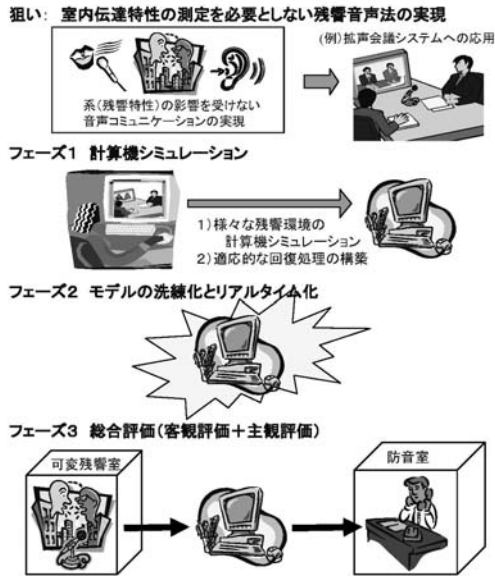 狙い： 室内伝達特性の測定を必要としない残響音声法の実現
(例)拡声会議システムへの応用
系(残響特性)の影響を受けない
音声コミュニケーションの実現
フェーズ1 計算機シミュレーション
1)様々な残響環境の
計算機シミュレーション
2)適応的な回復処理の構築
フェーズ2 モデルの洗練化とリアルタイム化
フェーズ3 総合評価(客観評価＋主観評価)
可変残響室
防音室